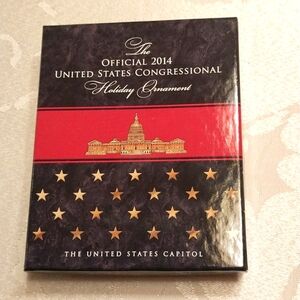 The
OFFICIAL 2014
UNITED STATES CONGRESSIONAL
Holiday Ornament
THE UNITED STATES CAPITOL